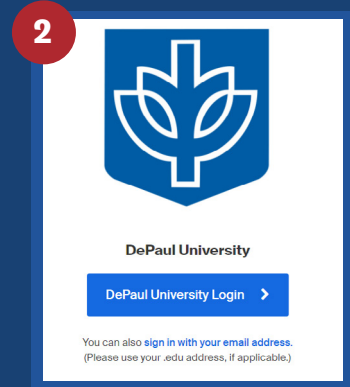 2
DePaul University
DePaul University Login
You can also sign in with your email address.
(Please use your .edu address, if applicable.)